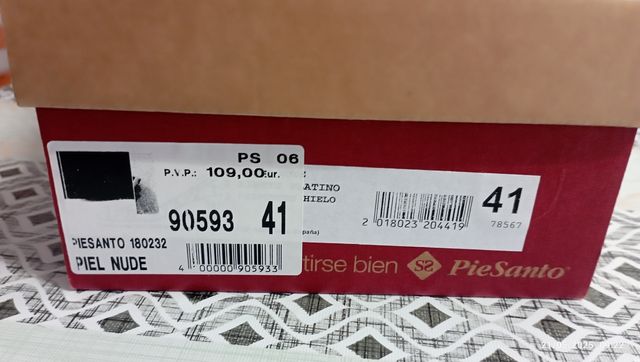 PS 06
P.V.P.: 109,00 Eur.
90593 41
PIESANTO 180232
PIEL NUDE
4 00000 905933
ATINO
HIELO
paña)
2 018023 204419
41
78567
tirse bien
PieSanto